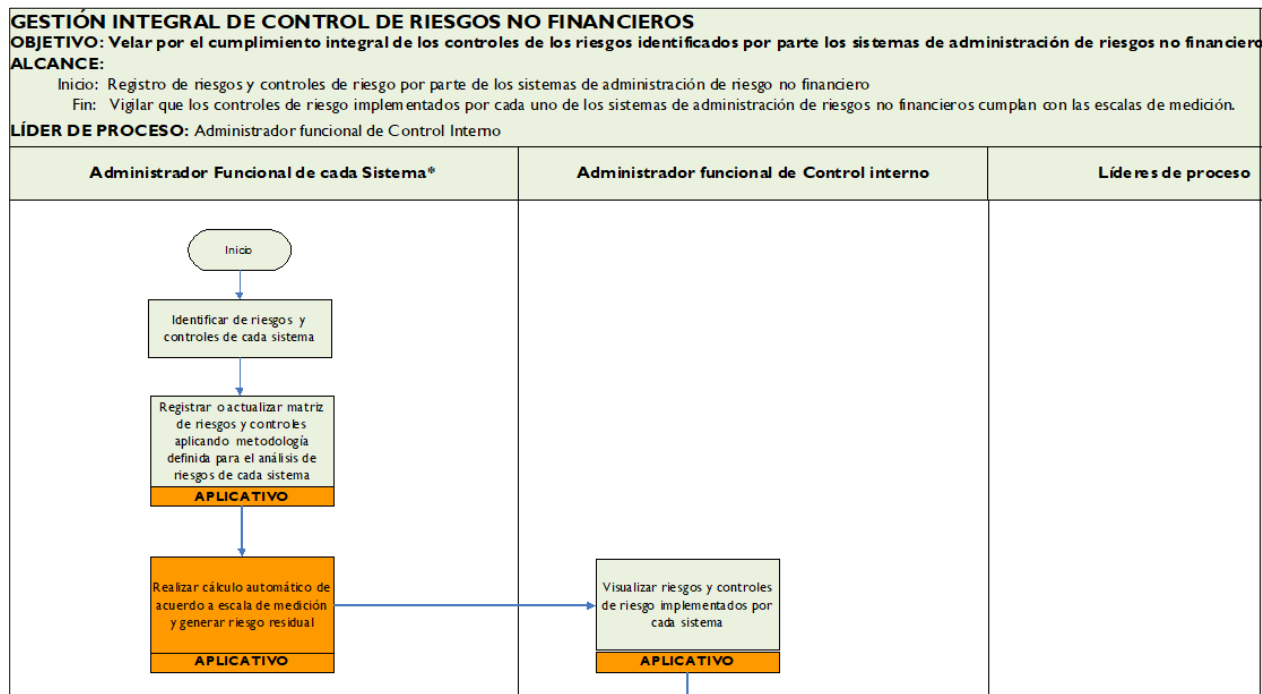 GESTIÓN INTEGRAL DE CONTROL DE RIESGOS NO FINANCIEROS
OBJETIVO: Velar por el cumplimiento integral de los controles de los riesgos identificados por parte los sistemas de administración de riesgos no financiero
ALCANCE:
Inicio: Registro de riesgos y controles de riesgo por parte de los sistemas de administración de riesgo no financiero
Fin: Vigilar que los controles de riesgo implementados por cada uno de los sistemas de administración de riesgos no financieros cumplan con las escalas de medición.
LÍDER DE PROCESO: Administrador funcional de Control Interno
Administrador Funcional de cada Sistema*
Administrador funcional de Control interno
Líderes de proceso
Inicio
Identificar de riesgos y
controles de cada sistema
Registrar o actualizar matriz
de riesgos y controles
aplicando metodología
definida para el análisis de
riesgos de cada sistema
APLICATIVO
Realizar cálculo automático de
acuerdo a escala de medición
y generar riesgo residual
APLICATIVO
Visualizar riesgos y controles
de riesgo implementados por
cada sistema
APLICATIVO